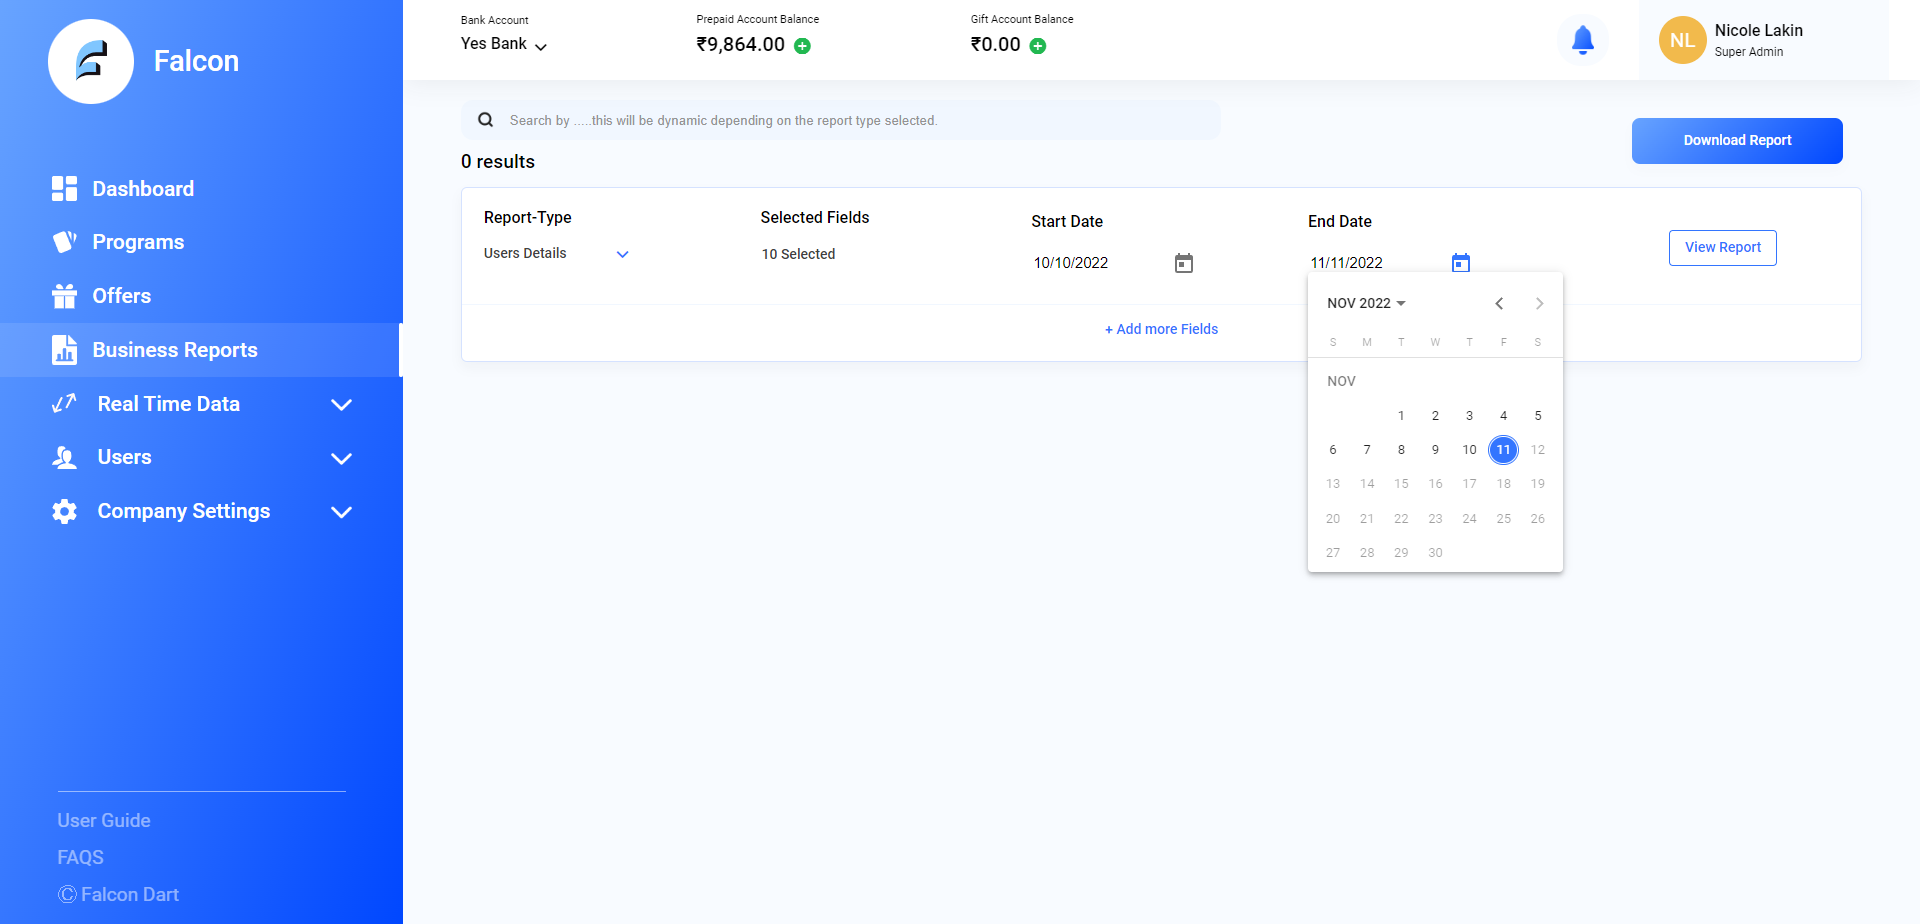 Falcon
Dashboard
Programs
Offers
Business Reports
Real Time Data
Users
Company Settings
User Guide
FAQS
© Falcon Dart
Bank Account
Yes Bank
Prepaid Account Balance
₹9,864.00
Gift Account Balance
₹0.00
NL
Nicole Lakin
Super Admin
Search by .....this will be dynamic depending on the report type selected.
Download Report
0 results
Report-Type
Users Details
Selected Fields
10 Selected
Start Date
10/10/2022
End Date
11/11/2022
View Report
+ Add more Fields
NOV 2022
S M T W T F S
NOV
1 2 3 4 5
6 7 8 9 10 11 12
13 14 15 16 17 18 19
20 21 22 23 24 25 26
27 28 29 30